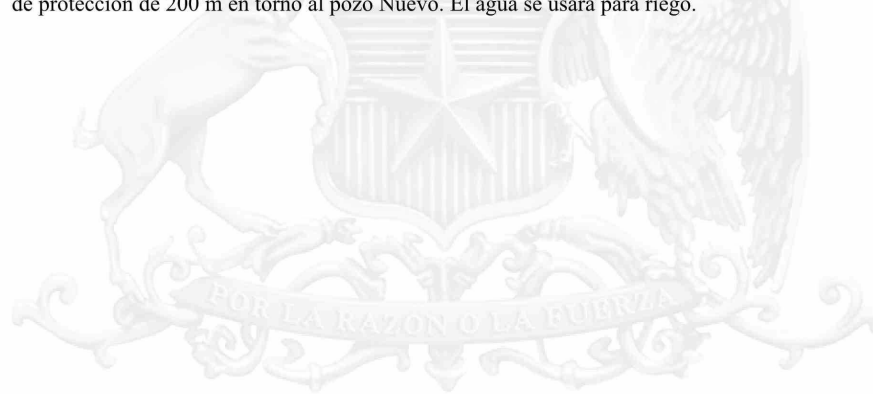 de protección de 200 m en torno al pozo Nuevo. El agua se usará para riego.
POR LA RAZON O LA FUERZA